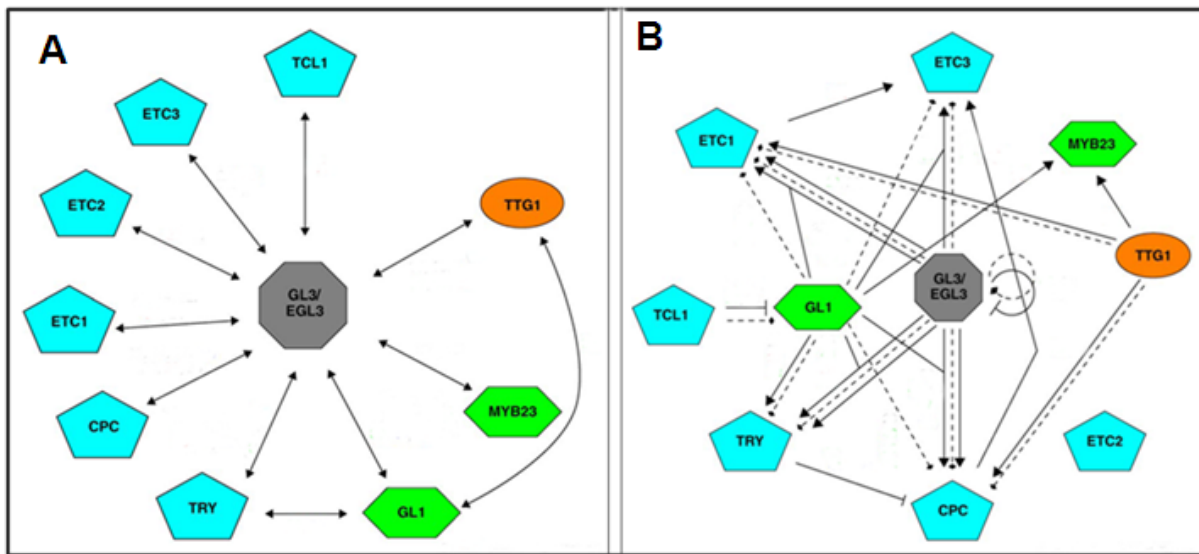 A
TCL1
ETC3
ETC2
TTG1
GL3/
EGL3
ETC1
CPC
MYB23
TRY
GL1
B
ETC3
ETC1
MYB23
TTG1
GL3/
EGL3
TCL1
GL1
TRY
ETC2
CPC